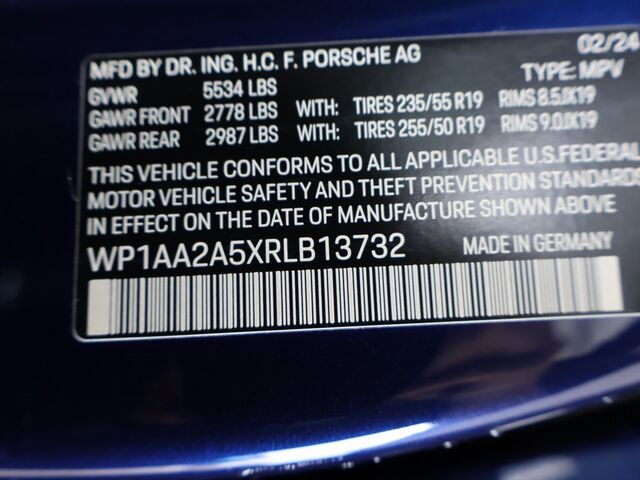 MFD BY DR. ING. H.C. F. PORSCHE AG 02/24
GVWR 5534 LBS TYPE: MPV
GAWR FRONT 2778 LBS WITH: TIRES 235/55 R19 RIMS 8.5JX19
GAWR REAR 2987 LBS WITH: TIRES 255/50 R19 RIMS 9.0JX19
THIS VEHICLE CONFORMS TO ALL APPLICABLE U.S.FEDERAL
MOTOR VEHICLE SAFETY AND THEFT PREVENTION STANDARDS
IN EFFECT ON THE DATE OF MANUFACTURE SHOWN ABOVE.
WP1AA2A5XRLB13732 MADE IN GERMANY